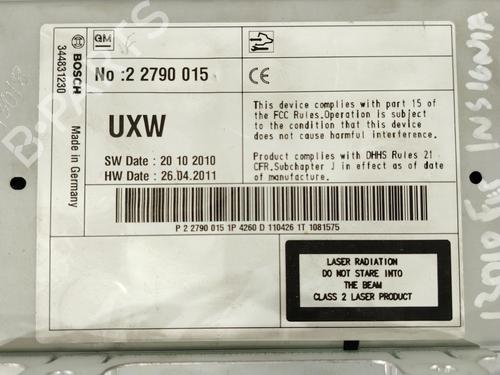 GM
No :2 2790 015
UXW
SW Date : 20 10 2010
HW Date : 26.04.2011
BOSCH
344831230
Made in Germany
This device complies with part 15 of
the FCC Rules.Operation is subject
to the condition that this device
does not cause harmful interference.
Product complies with DHHS Rules 21
CFR.Subchapter J in effect as of date
P 2 2790 015 1P 4260 D 110426 1T 1081575
LASER RADIATION
DO NOT STARE INTO
THE BEAM
CLASS 2 LASER PRODUCT
INSIGNIA
B-PARTS